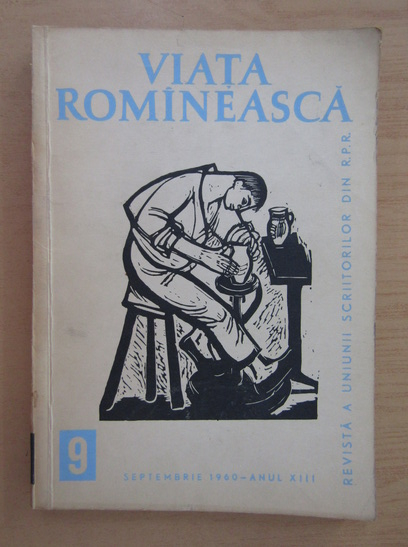 VIAȚA
ROMÎNEASCĂ
REVISTĂ A UNIUNII SCRIITORILOR DIN R.P.R.
9
SEPTEMBRIE 1960 – ANUL XIII